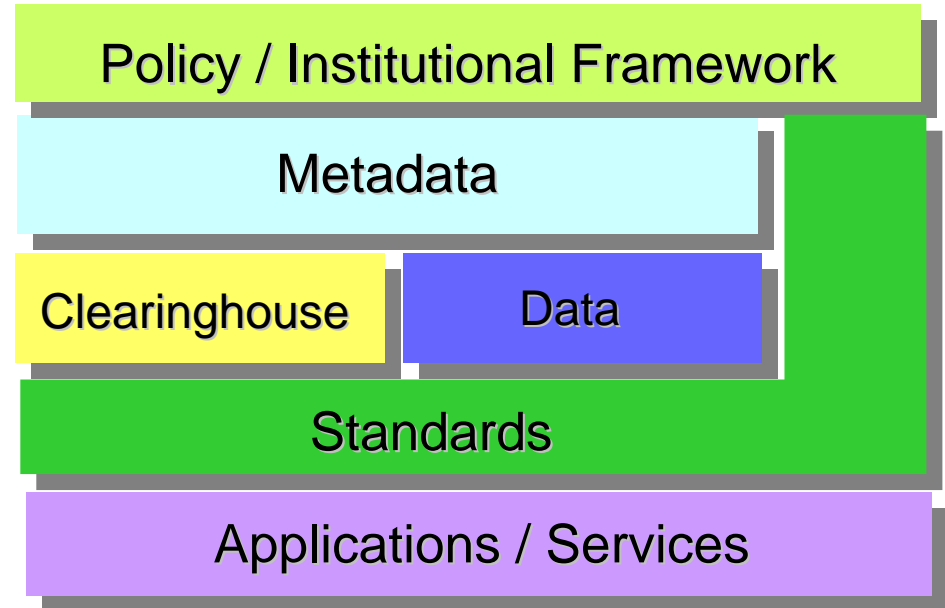 Policy / Institutional Framework
Metadata
Clearinghouse
Data
Standards
Applications / Services